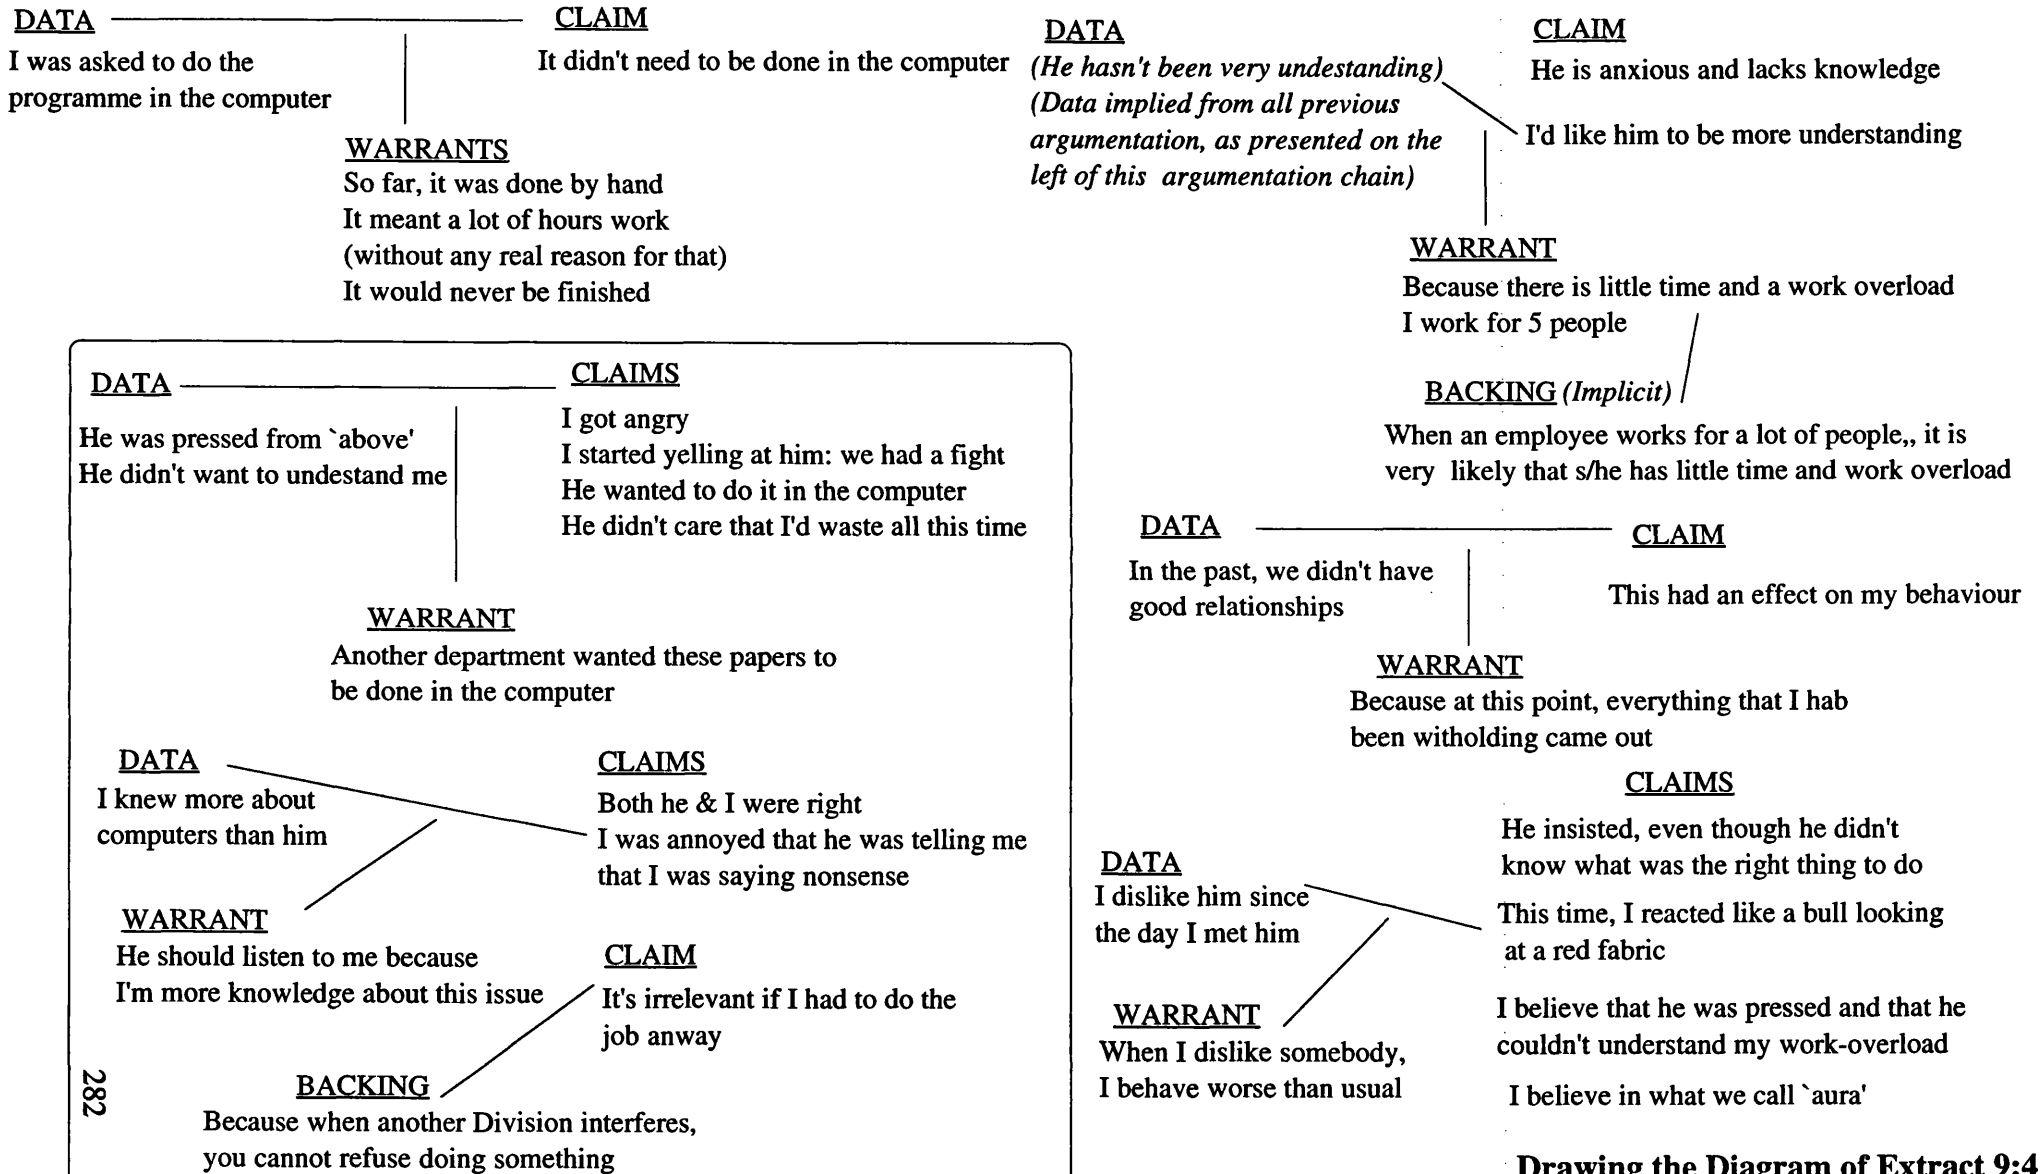 DATA CLAIM
I was asked to do the
programme in the computer
It didn't need to be done in the computer
WARRANTS
So far, it was done by hand
It meant a lot of hours work
(without any real reason for that)
It would never be finished
DATA CLAIMS
He was pressed from `above'
He didn't want to undestand me
I got angry
I started yelling at him: we had a fight
He wanted to do it in the computer
He didn't care that I'd waste all this time
WARRANT
Another department wanted these papers to
be done in the computer
DATA
I knew more about
computers than him
CLAIMS
Both he & I were right
I was annoyed that he was telling me
that I was saying nonsense
WARRANT
He should listen to me because
I'm more knowledge about this issue
CLAIM
It's irrelevant if I had to do the
job anway
BACKING
Because when another Division interferes,
you cannot refuse doing something
282
DATA
(He hasn't been very undestanding)
(Data implied from all previous
argumentation, as presented on the
left of this argumentation chain)
CLAIM
He is anxious and lacks knowledge
I'd like him to be more understanding
WARRANT
Because there is little time and a work overload
I work for 5 people
BACKING (Implicit)
When an employee works for a lot of people,, it is
very likely that s/he has little time and work overload
DATA
In the past, we didn't have
good relationships
CLAIM
This had an effect on my behaviour
WARRANT
Because at this point, everything that I hab
been witholding came out
DATA
I dislike him since
the day I met him
CLAIMS
He insisted, even though he didn't
know what was the right thing to do
This time, I reacted like a bull looking
at a red fabric
I believe that he was pressed and that he
couldn't understand my work-overload
I believe in what we call `aura'
WARRANT
When I dislike somebody,
I behave worse than usual
Drawing the Diagram of Extract 9:4